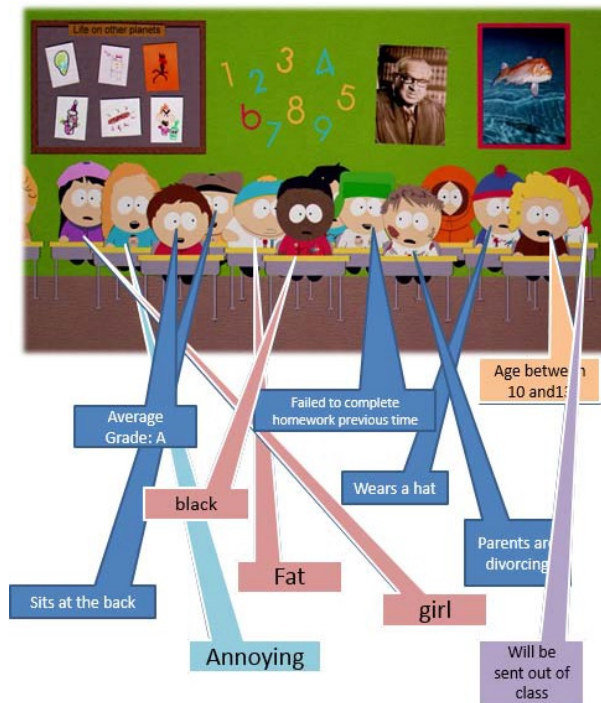 Life on other planets
1 2 3 4 5
6 7 8 9
Age between
10 and13
Average
Grade: A
Failed to complete
homework previous time
black
Wears a hat
Parents are
divorcing
Fat
Sits at the back
girl
Annoying
Will be
sent out of
class